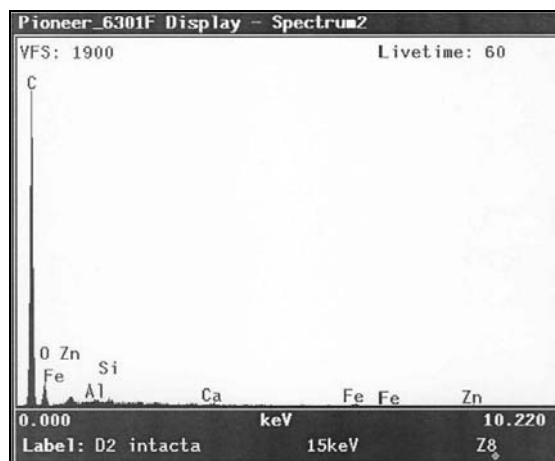 Pioneer_6301F Display - Spectrum2
VFS: 1900 Livetime: 60
C
O Zn
Fe Si
Al Ca Fe Fe Zn
0.000 keV 10.220
Label: D2 intacta 15keV Z8